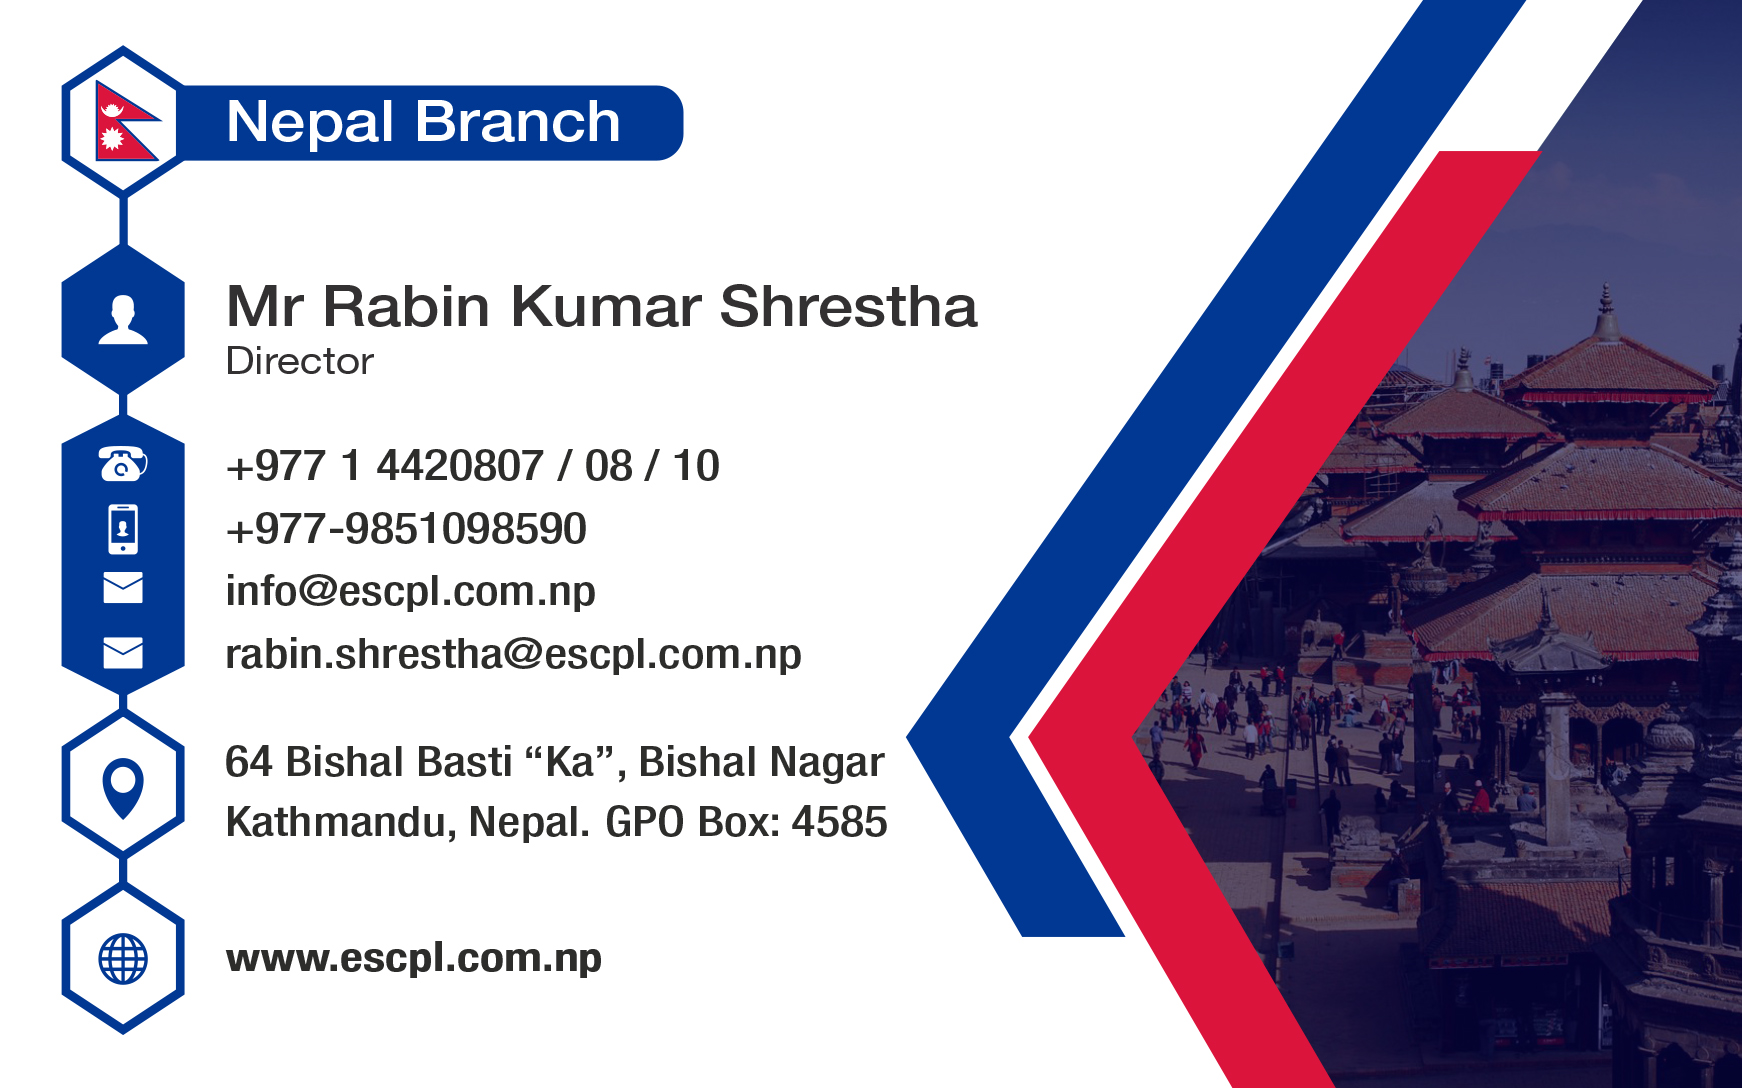 Nepal Branch
Mr Rabin Kumar Shrestha
Director
+977 1 4420807 / 08 / 10
+977-9851098590
info@escpl.com.np
rabin.shrestha@escpl.com.np
64 Bishal Basti “Ka”, Bishal Nagar
Kathmandu, Nepal. GPO Box: 4585
www.escpl.com.np